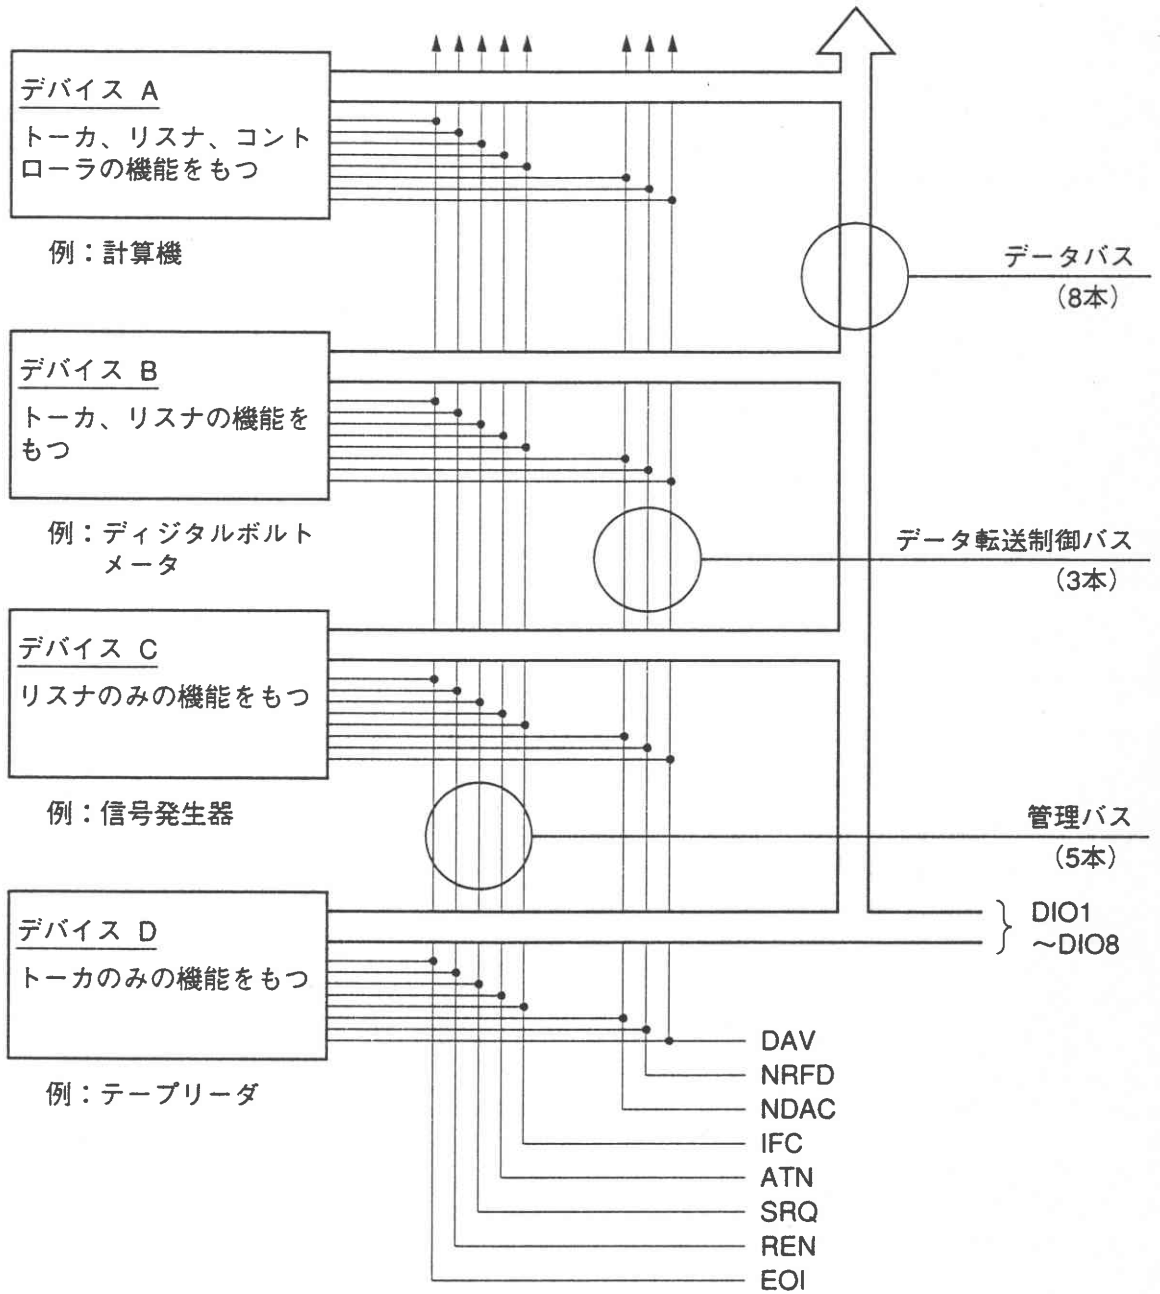 デバイス A
トーカ、リスナ、コント
ローラの機能をもつ
例：計算機
データバス
（8本）
デバイス B
トーカ、リスナの機能を
もつ
例：ディジタルボルト
メータ
データ転送制御バス
（3本）
デバイス C
リスナのみの機能をもつ
例：信号発生器
管理バス
（5本）
デバイス D
トーカのみの機能をもつ
例：テープリーダ
DIO1
～DIO8
DAV
NRFD
NDAC
IFC
ATN
SRQ
REN
EOI